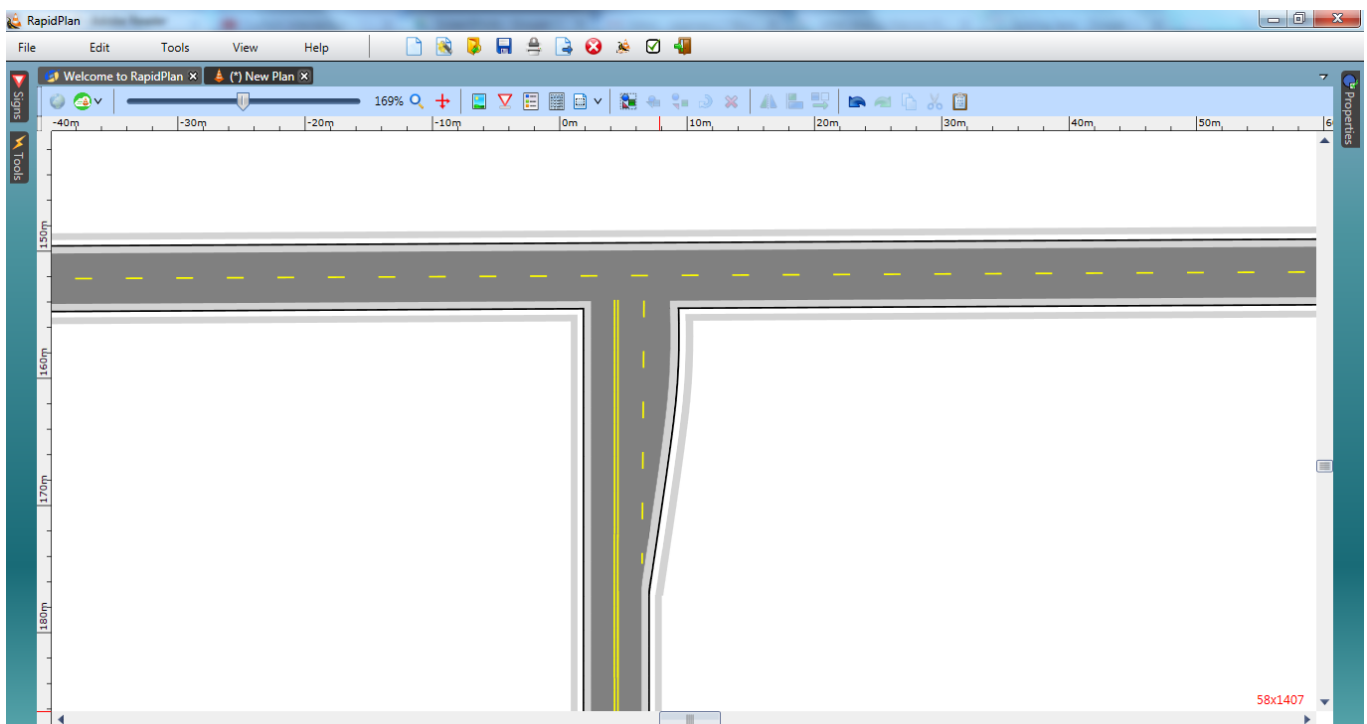 RapidPlan
File Edit Tools View Help
Welcome to RapidPlan (*) New Plan
169%
-40m -30m -20m -10m 0m 10m 20m 30m 40m 50m 6
Signs
Tools
Properties
150m
160m
170m
180m
58x1407